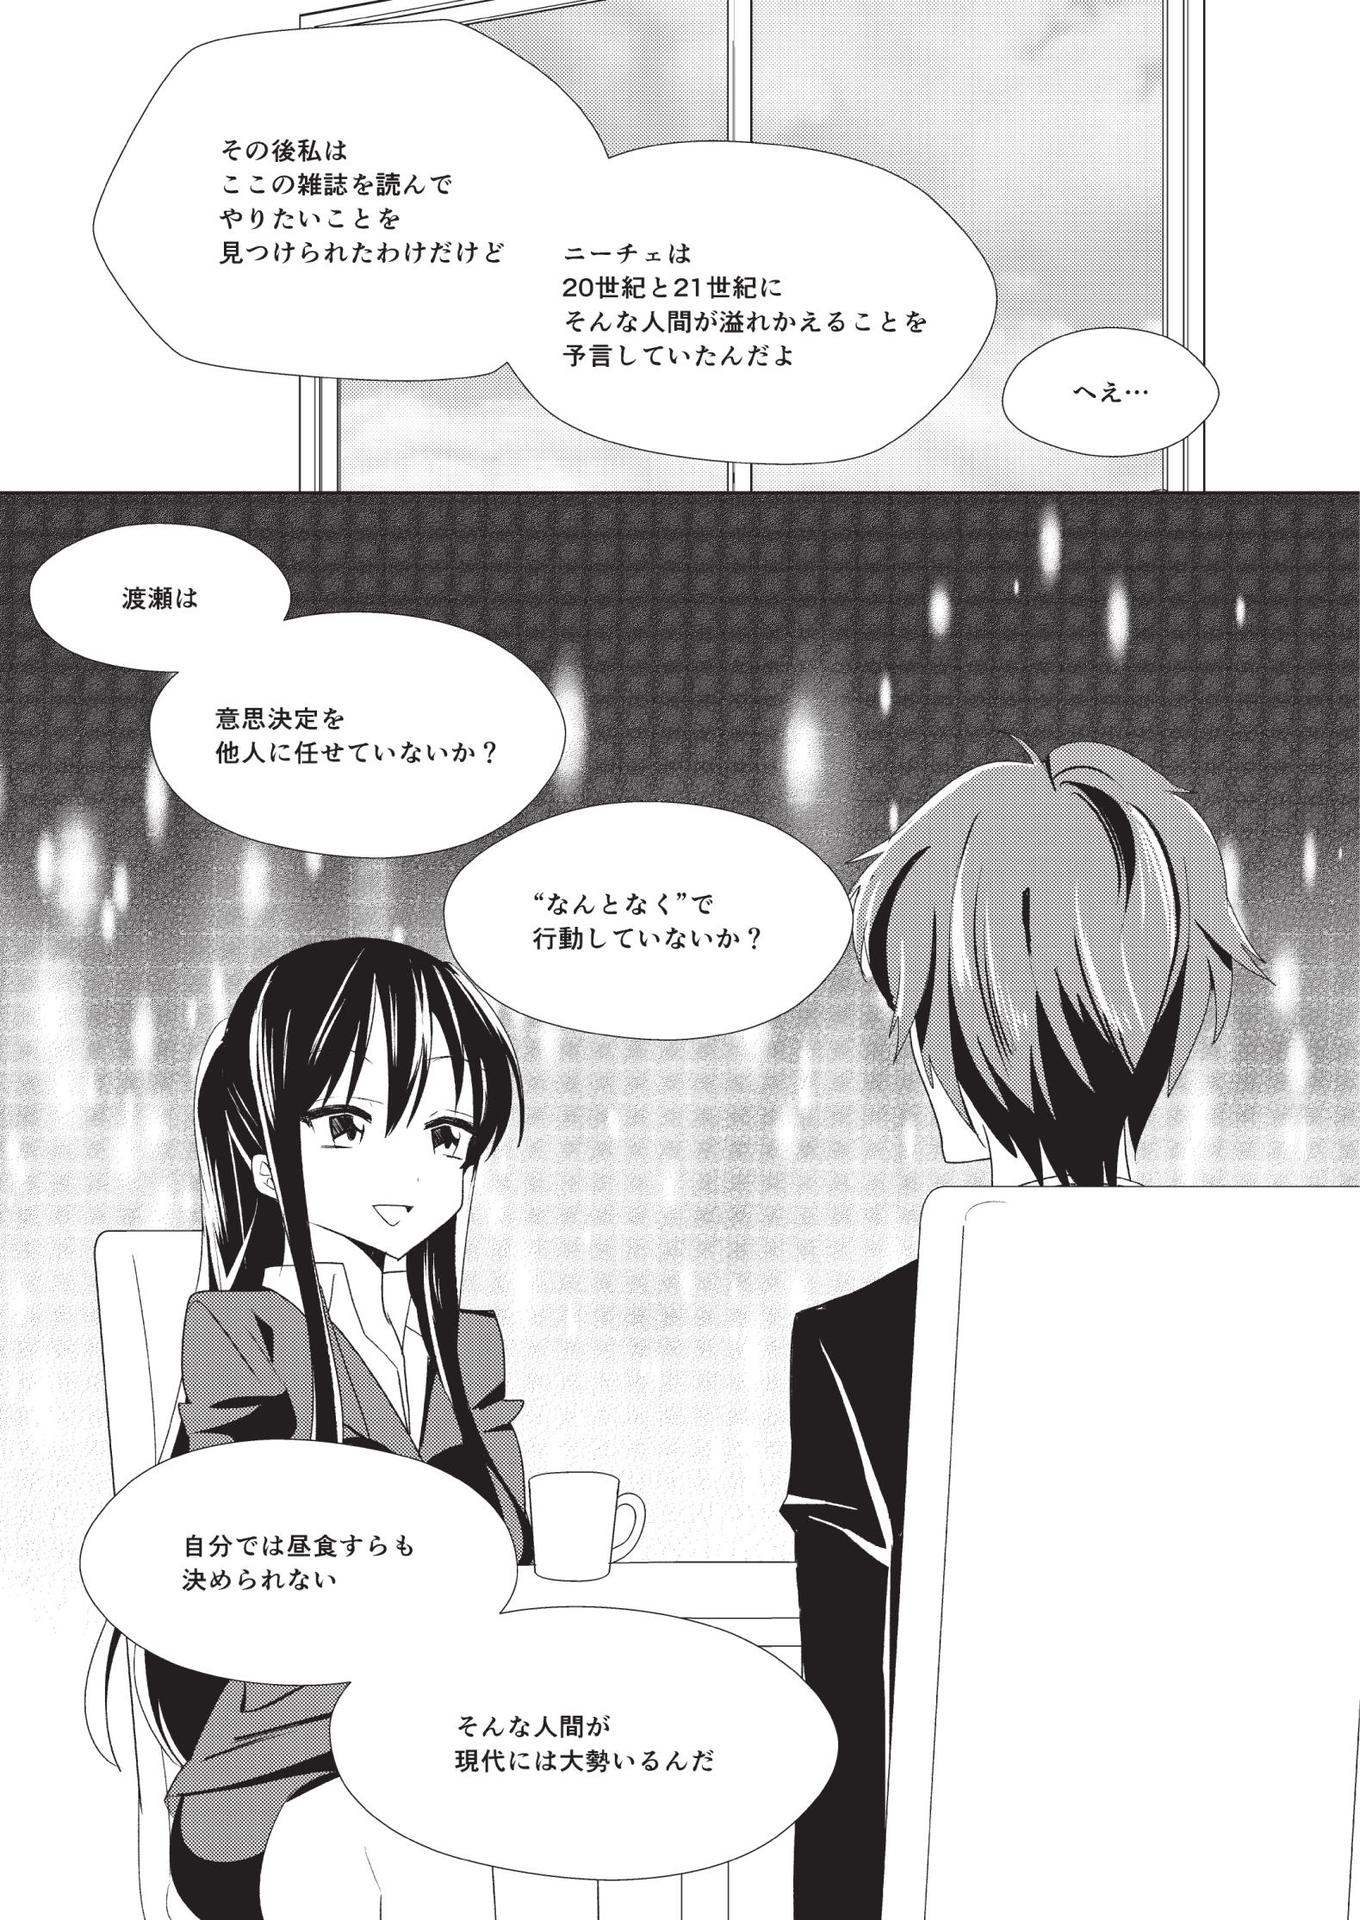 その後私は
ここの雑誌を読んで
やりたいことを
見つけられたわけだけど
ニーチェは
20世紀と21世紀に
そんな人間が溢れかえることを
予言していたんだよ
へえ…
渡瀬は
意思決定を
他人に任せていないか？
“なんとなく”で
行動していないか？
自分では昼食すらも
決められない
そんな人間が
現代には大勢いるんだ